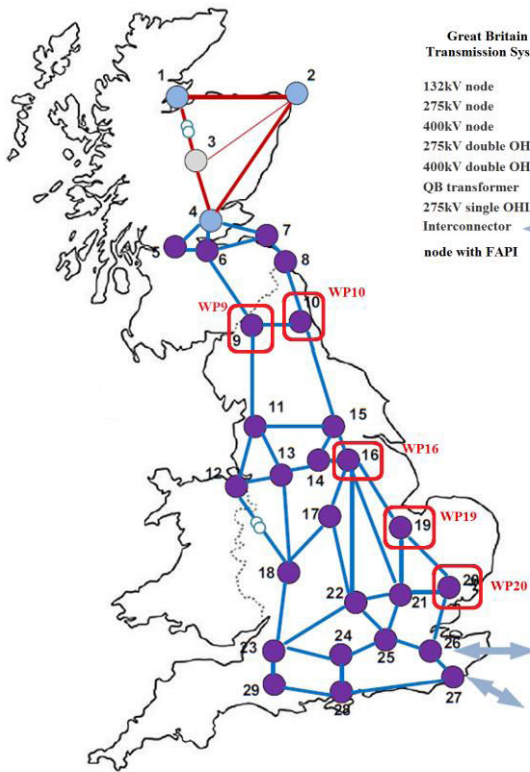 Great Britain
Transmission Sys
132kV node
275kV node
400kV node
275kV double OH
400kV double OH
QB transformer
275kV single OHL
Interconnector
node with FAPI
1
2
3
4
5
6
7
8
WP9
WP10
9
10
11
15
12
13
14
16
WP16
17
19
WP19
18
20
WP20
22
21
23
24
25
26
27
28
29